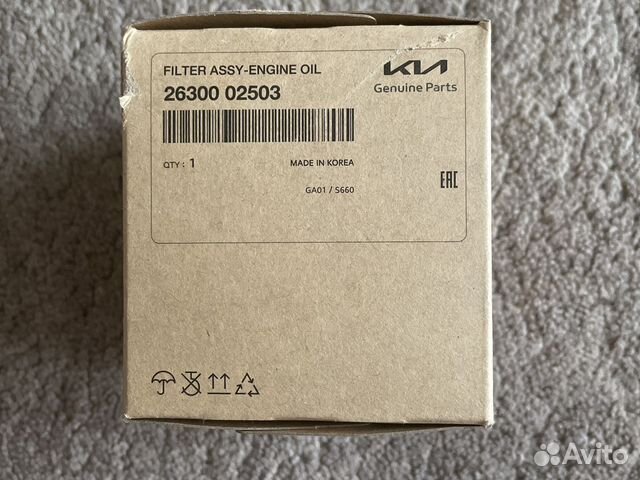 FILTER ASSY-ENGINE OIL
26300 02503
KIA
Genuine Parts
QTY : 1
MADE IN KOREA
GA01 / S660
EAC
Avito